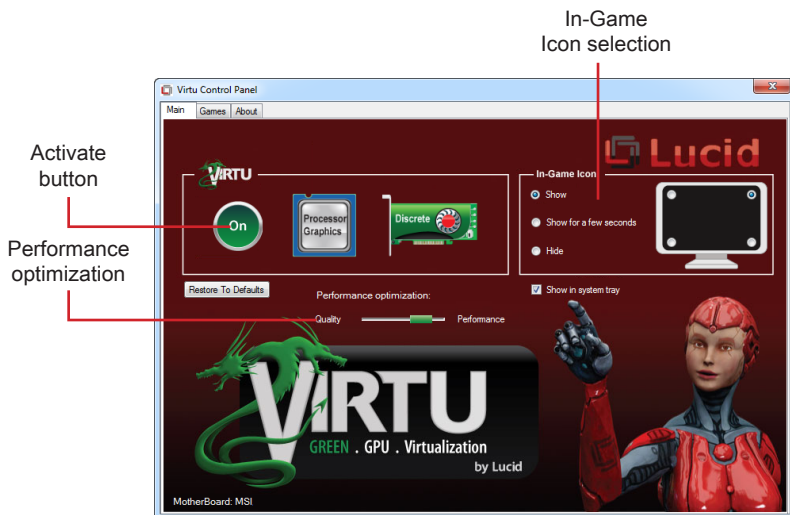 In-Game
Icon selection
Virtu Control Panel
Main Games About
Activate
button
Performance
optimization
Lucid
VIRTU
On
Processor
Graphics
Discrete
In-Game Icon
Show
Show for a few seconds
Hide
Restore To Defaults
Show in system tray
Performance optimization:
Quality Performance
VIRTU
GREEN . GPU . Virtualization
by Lucid
MotherBoard: MSI